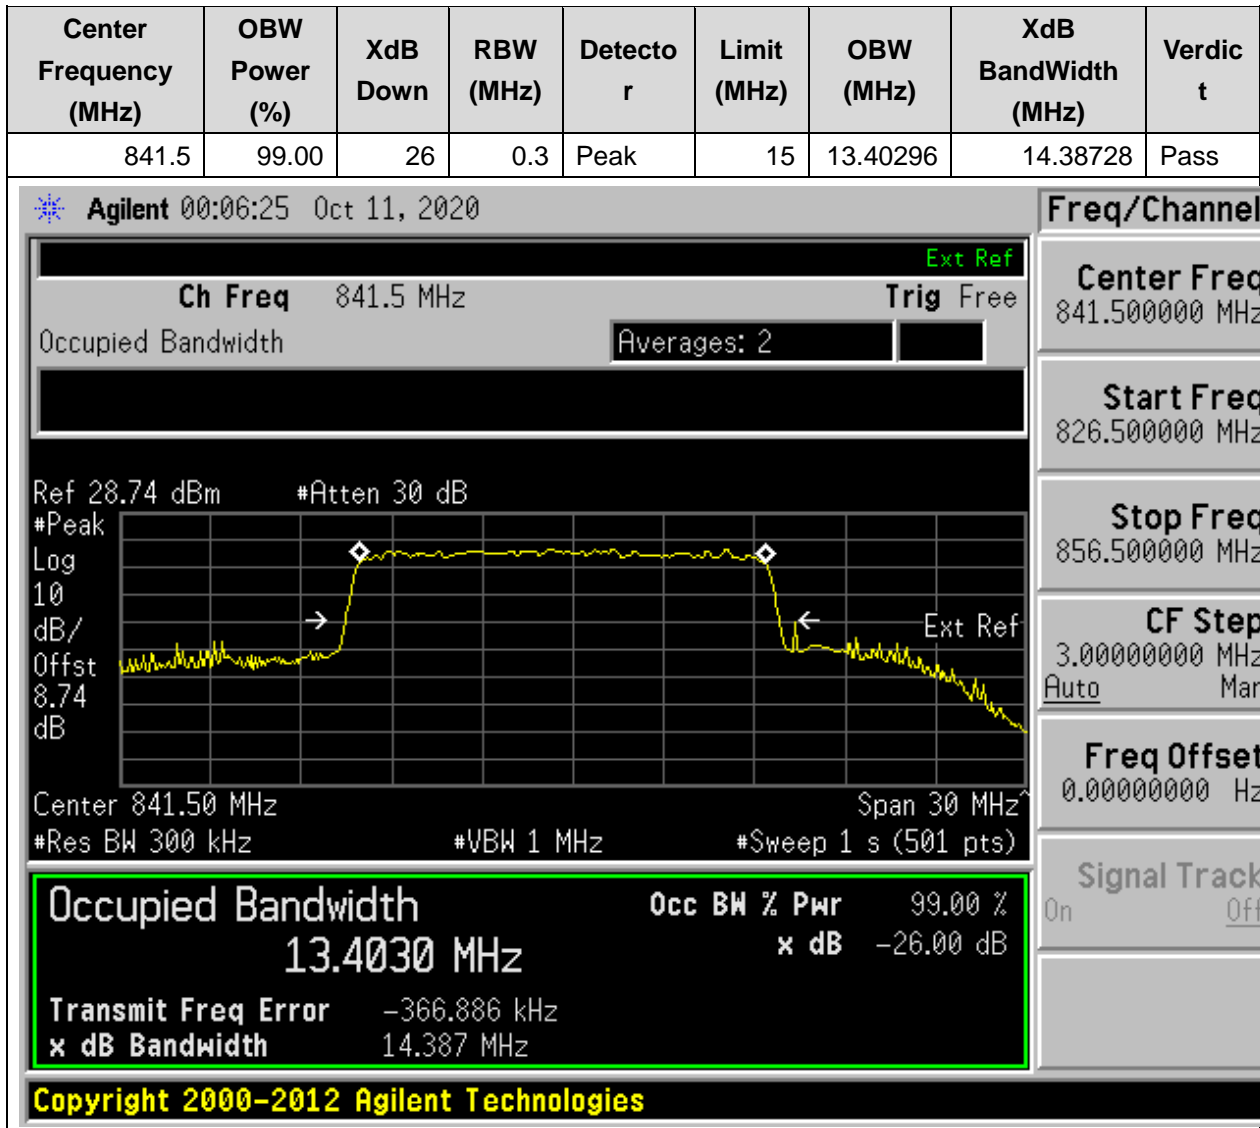 Center Frequency (MHz) OBW Power (%) XdB Down RBW (MHz) Detecto r Limit (MHz) OBW (MHz) XdB BandWidth (MHz) Verdic t
841.5 99.00 26 0.3 Peak 15 13.40296 14.38728 Pass
Agilent 00:06:25 Oct 11, 2020
Freq/Channel
Ext Ref
Ch Freq 841.5 MHz Trig Free
Occupied Bandwidth Averages: 2
Center Freq
841.500000 MHz
Start Freq
826.500000 MHz
Stop Freq
856.500000 MHz
CF Step
3.00000000 MHz
Auto Man
Freq Offset
0.00000000 Hz
Signal Track
On Off
Ref 28.74 dBm #Atten 30 dB
#Peak
Log
10
dB/
Offst
8.74
dB
Ext Ref
Center 841.50 MHz Span 30 MHz^
#Res BW 300 kHz #VBW 1 MHz #Sweep 1 s (501 pts)
Occupied Bandwidth Occ BW % Pwr 99.00 %
13.4030 MHz x dB -26.00 dB
Transmit Freq Error -366.886 kHz
x dB Bandwidth 14.387 MHz
Copyright 2000-2012 Agilent Technologies